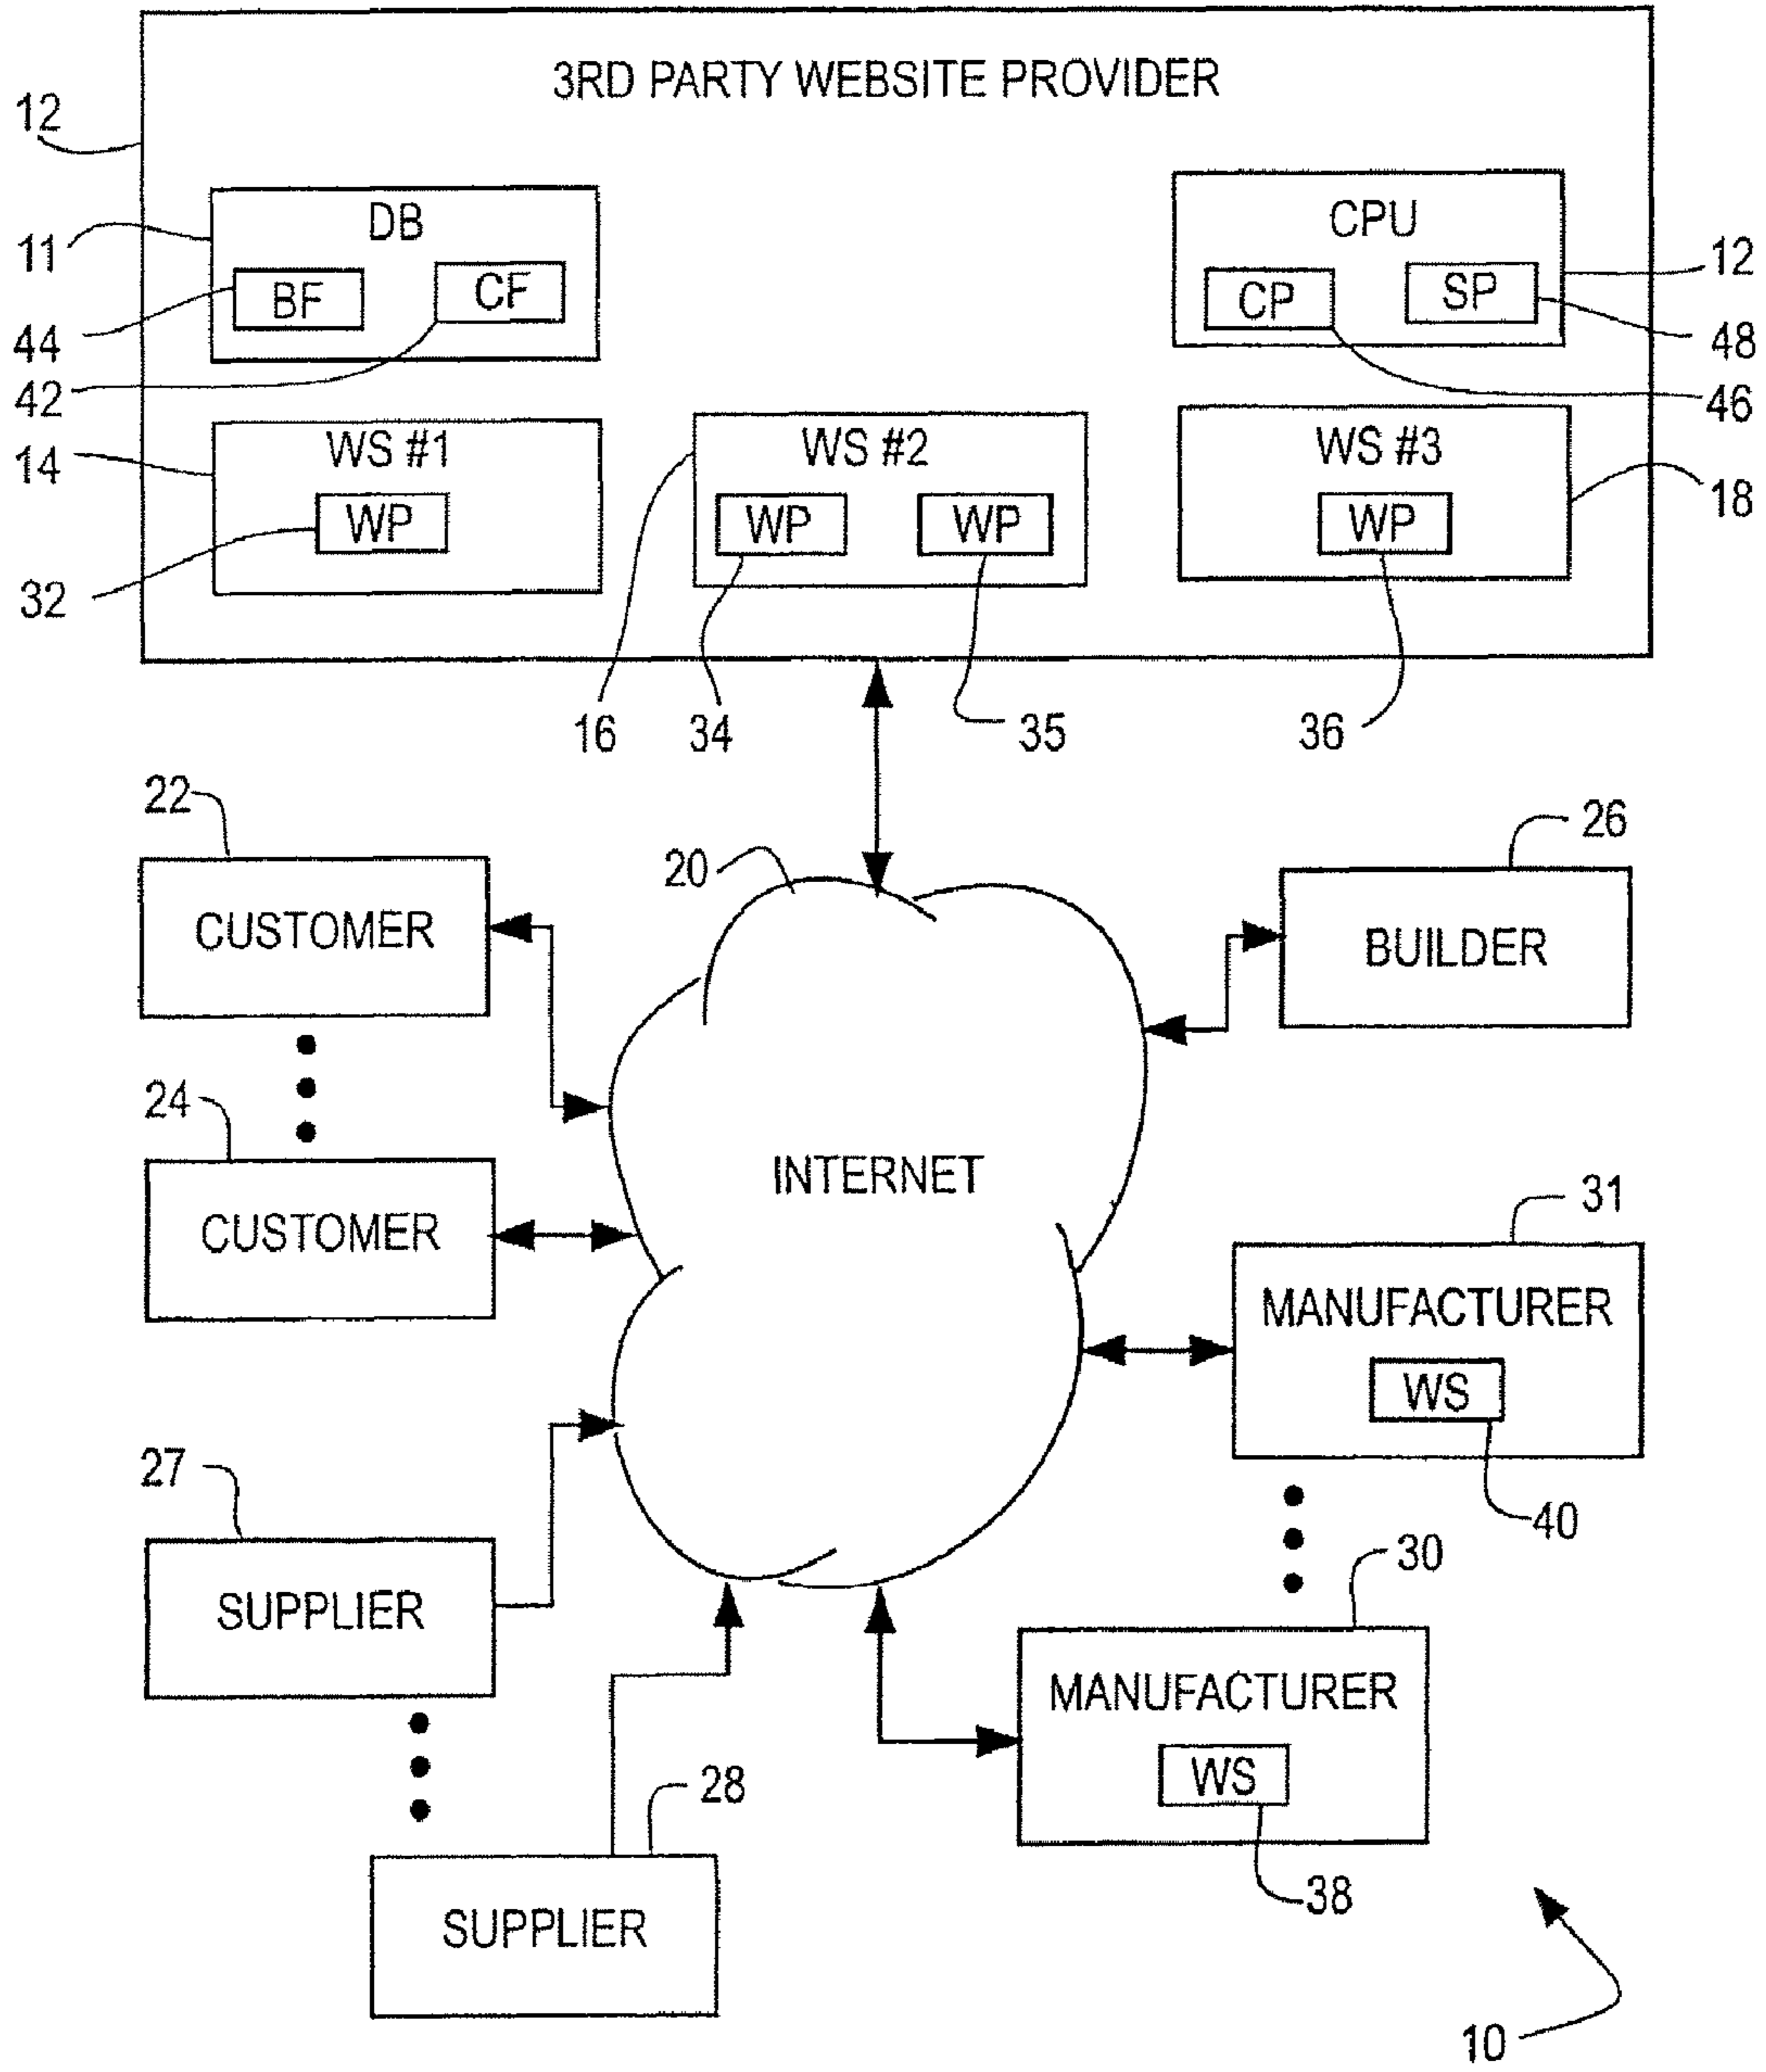 3RD PARTY WEBSITE PROVIDER
12
DB
CPU
11
BF
CF
CP
SP
12
44
48
42
46
WS #1
WS #2
WS #3
14
18
WP
WP
WP
WP
32
16
34
35
36
22
26
20
CUSTOMER
BUILDER
24
INTERNET
31
CUSTOMER
MANUFACTURER
WS
27
40
30
SUPPLIER
MANUFACTURER
WS
28
38
SUPPLIER
10